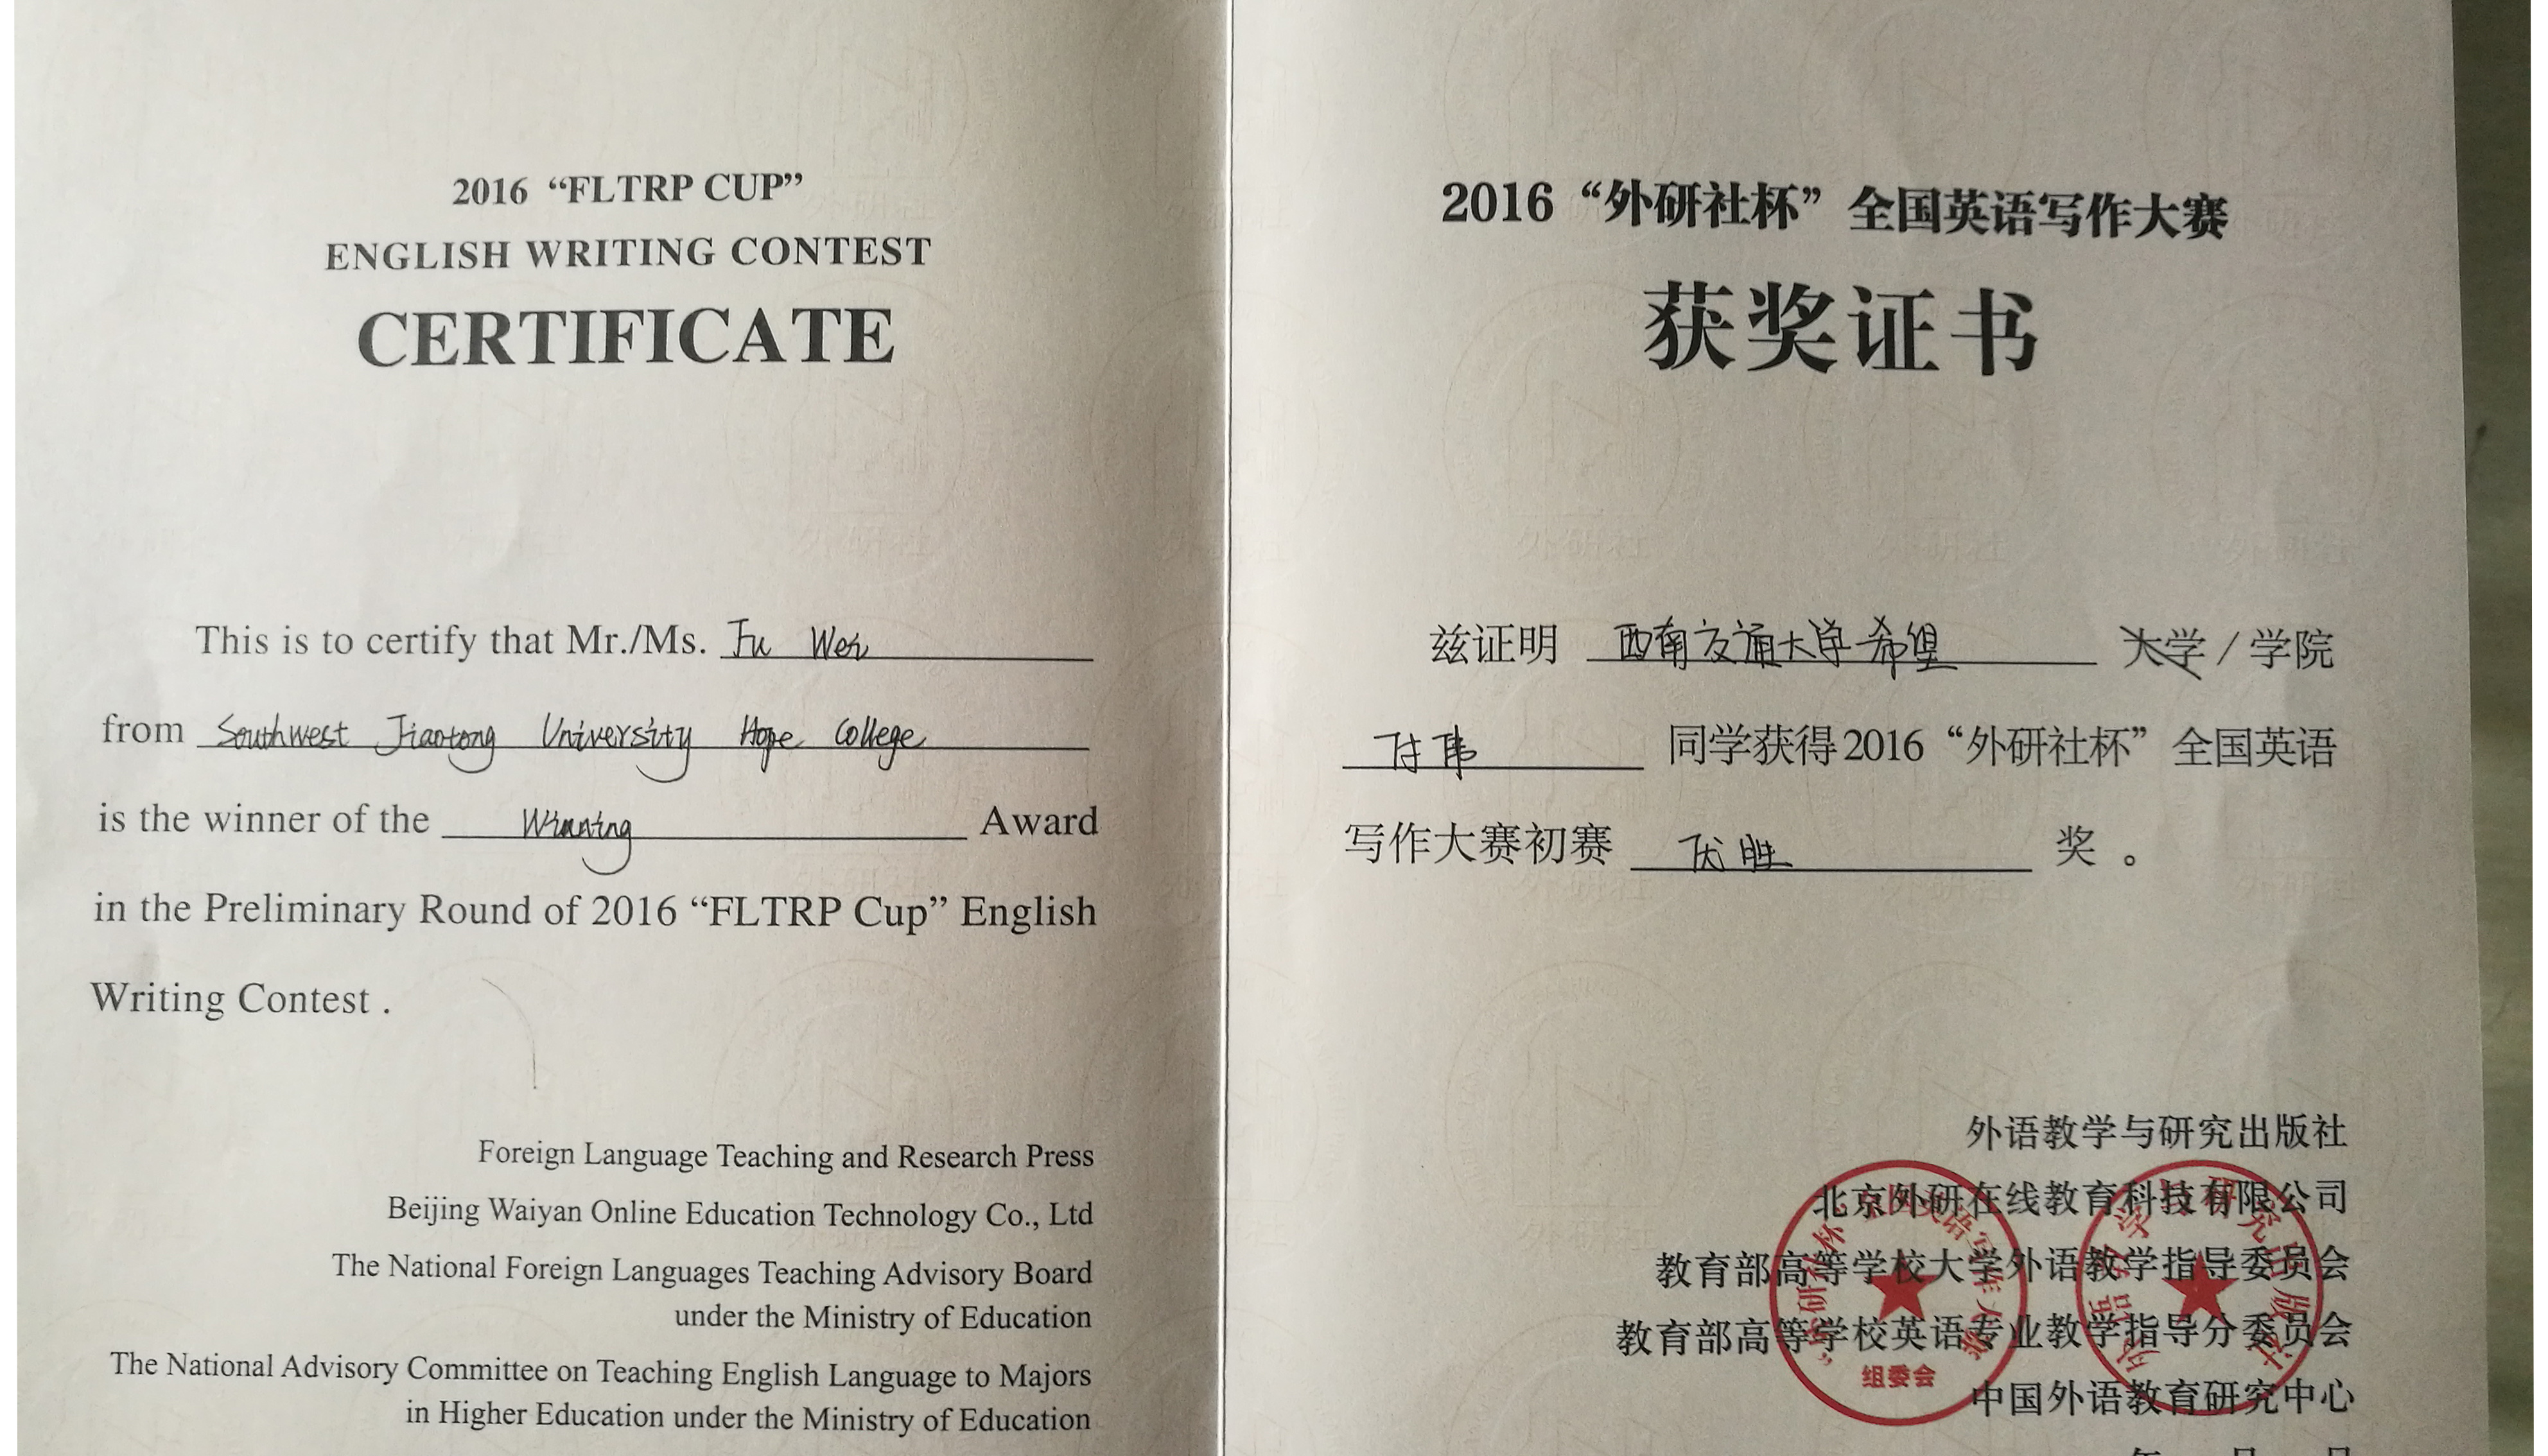 2016 “FLTRP CUP”
ENGLISH WRITING CONTEST
CERTIFICATE
This is to certify that Mr./Ms. Fu Wei
from Southwest Jiaotong University Hope College
is the winner of the Winning Award
in the Preliminary Round of 2016 “FLTRP Cup” English
Writing Contest .
Foreign Language Teaching and Research Press
Beijing Waiyan Online Education Technology Co., Ltd
The National Foreign Languages Teaching Advisory Board
under the Ministry of Education
The National Advisory Committee on Teaching English Language to Majors
in Higher Education under the Ministry of Education
2016 “外研社杯” 全国英语写作大赛
获奖证书
兹证明 西南交通大学希望 大学 / 学院
付玮 同学获得2016 “外研社杯” 全国英语
写作大赛初赛 优胜 奖 。
外语教学与研究出版社
北京外研在线教育科技有限公司
教育部高等学校大学外语教学指导委员会
教育部高等学校英语专业教学指导分委员会
中国外语教育研究中心
组委会